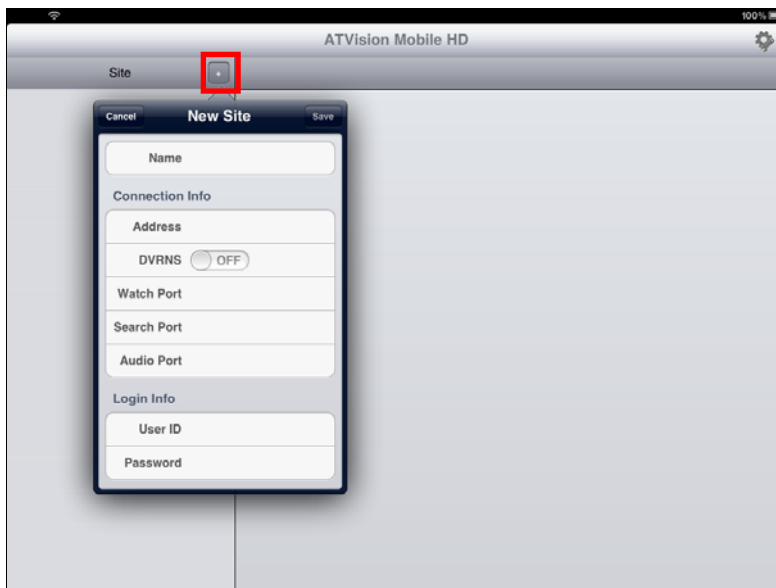 100%
ATVision Mobile HD
Site +
Cancel New Site Save
Name
Connection Info
Address
DVRNS OFF
Watch Port
Search Port
Audio Port
Login Info
User ID
Password